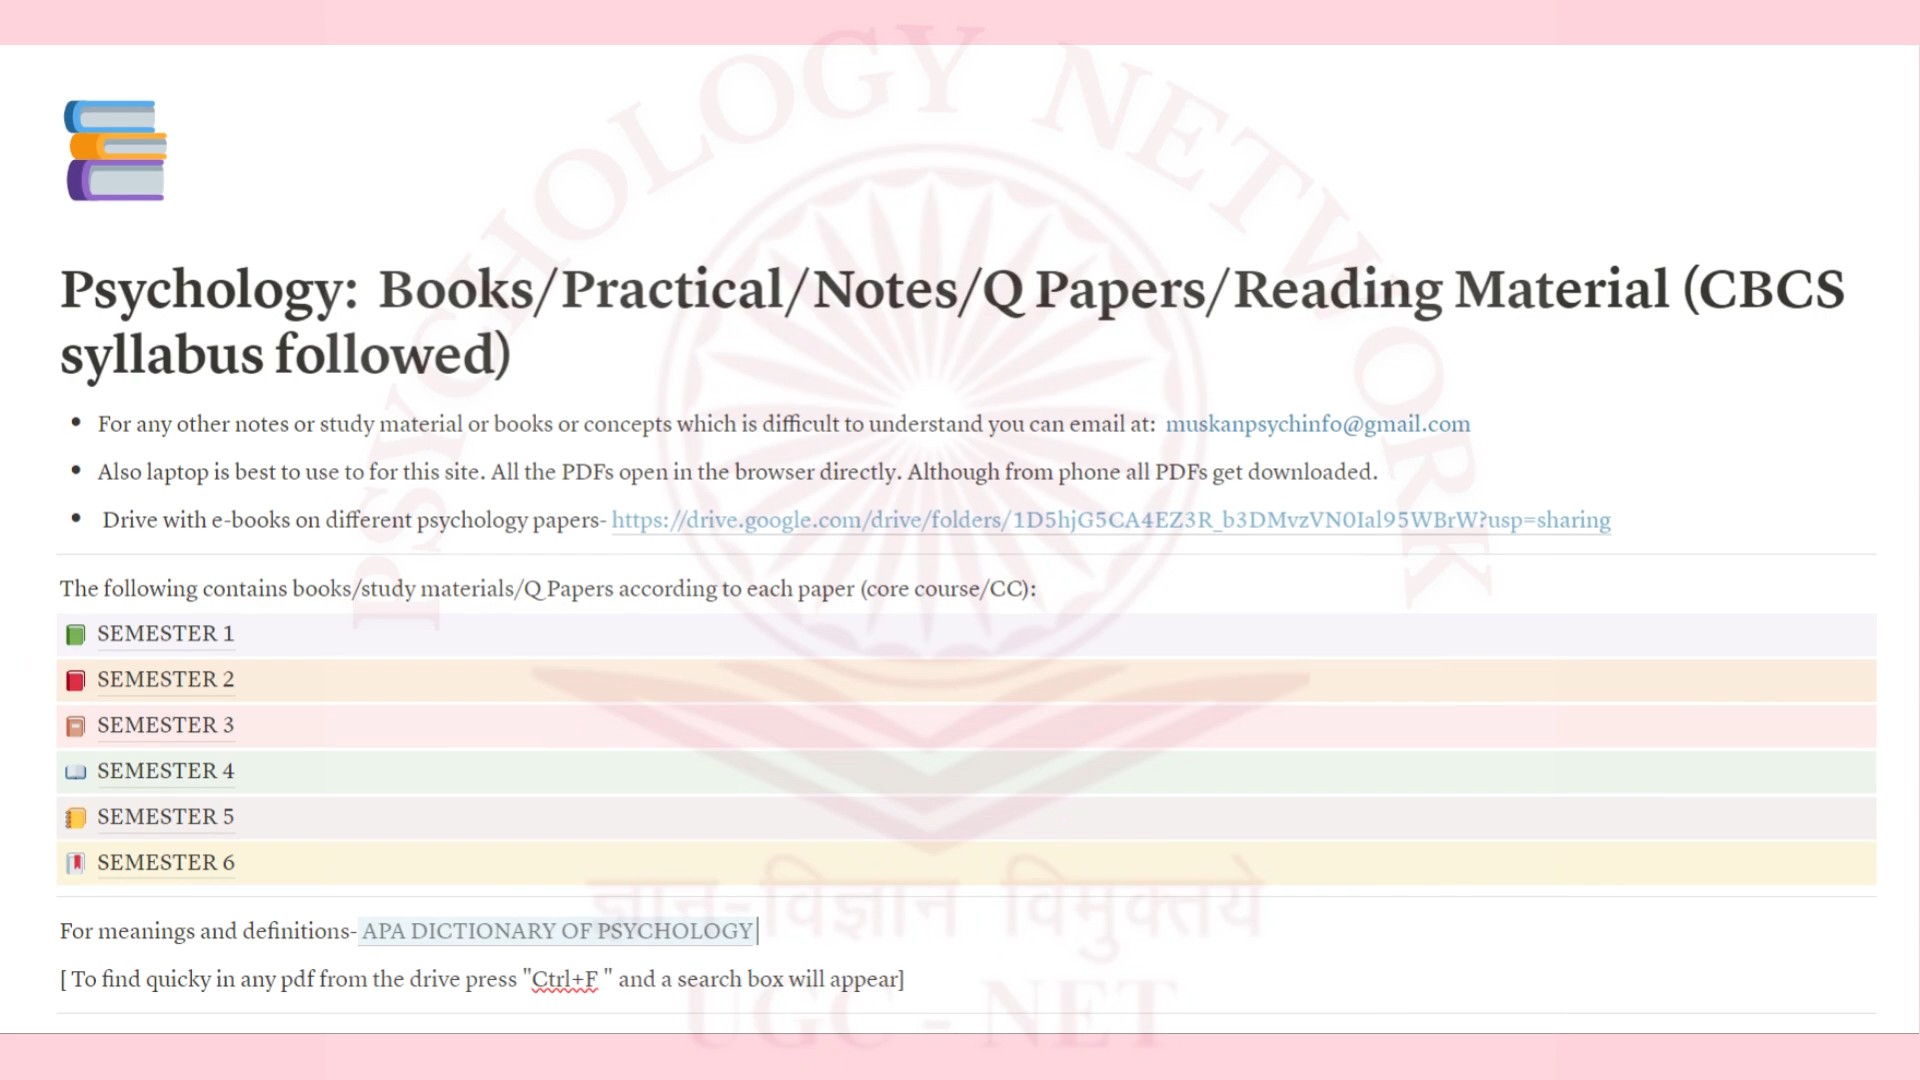 PSYCHOLOGY NETWORK
Psychology: Books/Practical/Notes/Q Papers/Reading Material (CBCS
syllabus followed)
• For any other notes or study material or books or concepts which is difficult to understand you can email at: muskanpsychinfo@gmail.com
• Also laptop is best to use to for this site. All the PDFs open in the browser directly. Although from phone all PDFs get downloaded.
• Drive with e-books on different psychology papers- https://drive.google.com/drive/folders/1D5hjG5CA4EZ3R_b3DMvzVN0Ial95WBrW?usp=sharing
The following contains books/study materials/Q Papers according to each paper (core course/CC):
SEMESTER 1
SEMESTER 2
SEMESTER 3
SEMESTER 4
SEMESTER 5
SEMESTER 6
ज्ञान-विज्ञान विमुक्तये
For meanings and definitions- APA DICTIONARY OF PSYCHOLOGY
[ To find quicky in any pdf from the drive press "Ctrl+F " and a search box will appear]
UGC - NET